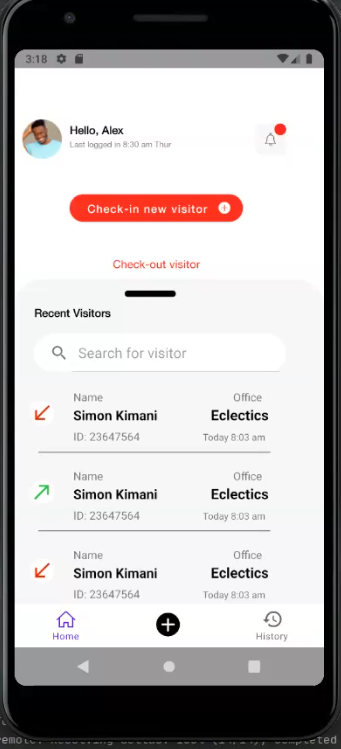 3:18
Hello, Alex
Last logged in 8:30 am Thur
Check-in new visitor
Check-out visitor
Recent Visitors
Search for visitor
Name Office
Simon Kimani Eclectics
ID: 23647564 Today 8:03 am
Name Office
Simon Kimani Eclectics
ID: 23647564 Today 8:03 am
Name Office
Simon Kimani Eclectics
ID: 23647564 Today 8:03 am
Home History